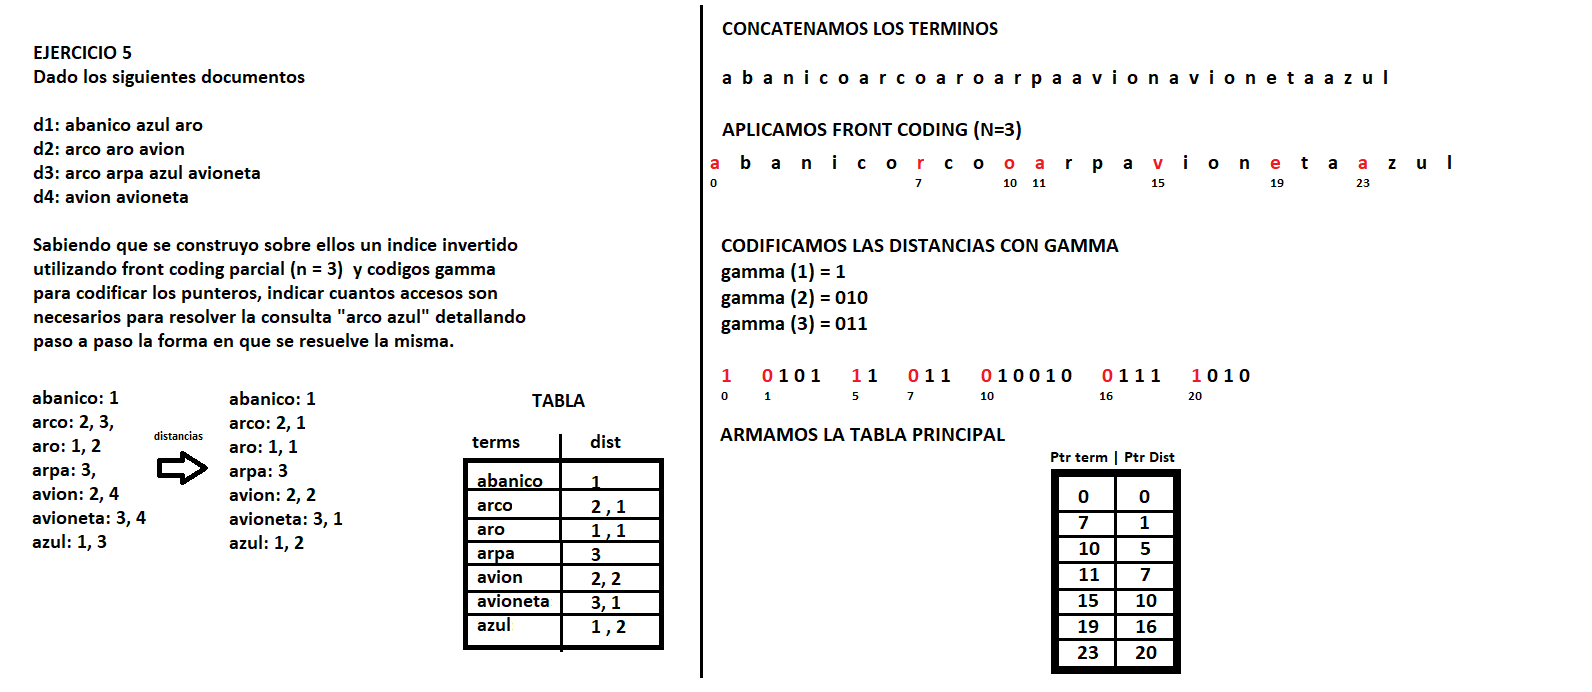 EJERCICIO 5
Dado los siguientes documentos
d1: abanico azul aro
d2: arco aro avion
d3: arco arpa azul avioneta
d4: avion avioneta
Sabiendo que se construyo sobre ellos un indice invertido
utilizando front coding parcial (n = 3) y codigos gamma
para codificar los punteros, indicar cuantos accesos son
necesarios para resolver la consulta "arco azul" detallando
paso a paso la forma en que se resuelve la misma.
abanico: 1
arco: 2, 3,
aro: 1, 2
arpa: 3,
avion: 2, 4
avioneta: 3, 4
azul: 1, 3
distancias
abanico: 1
arco: 2, 1
aro: 1, 1
arpa: 3
avion: 2, 2
avioneta: 3, 1
azul: 1, 2
TABLA
terms dist
abanico 1
arco 2 , 1
aro 1 , 1
arpa 3
avion 2, 2
avioneta 3, 1
azul 1 , 2
CONCATENAMOS LOS TERMINOS
a b a n i c o a r c o a r o a r p a a v i o n a v i o n e t a a z u l
APLICAMOS FRONT CODING (N=3)
a b a n i c o r c o o a r p a v i o n e t a a z u l
0 7 10 11 15 19 23
CODIFICAMOS LAS DISTANCIAS CON GAMMA
gamma (1) = 1
gamma (2) = 010
gamma (3) = 011
1 0 1 0 1 1 1 0 1 1 0 1 0 0 1 0 0 1 1 1 1 0 1 0
0 1 5 7 10 16 20
ARMAMOS LA TABLA PRINCIPAL
Ptr term | Ptr Dist
0 0
7 1
10 5
11 7
15 10
19 16
23 20